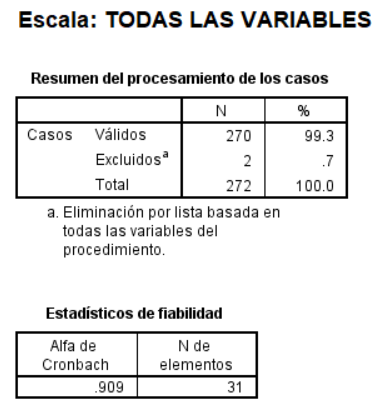 Escala: TODAS LAS VARIABLES
Resumen del procesamiento de los casos
N %
Casos Válidos 270 99.3
Excluidosa 2 .7
Total 272 100.0
a. Eliminación por lista basada en
todas las variables del
procedimiento.
Estadísticos de fiabilidad
Alfa de N de
Cronbach elementos
.909 31